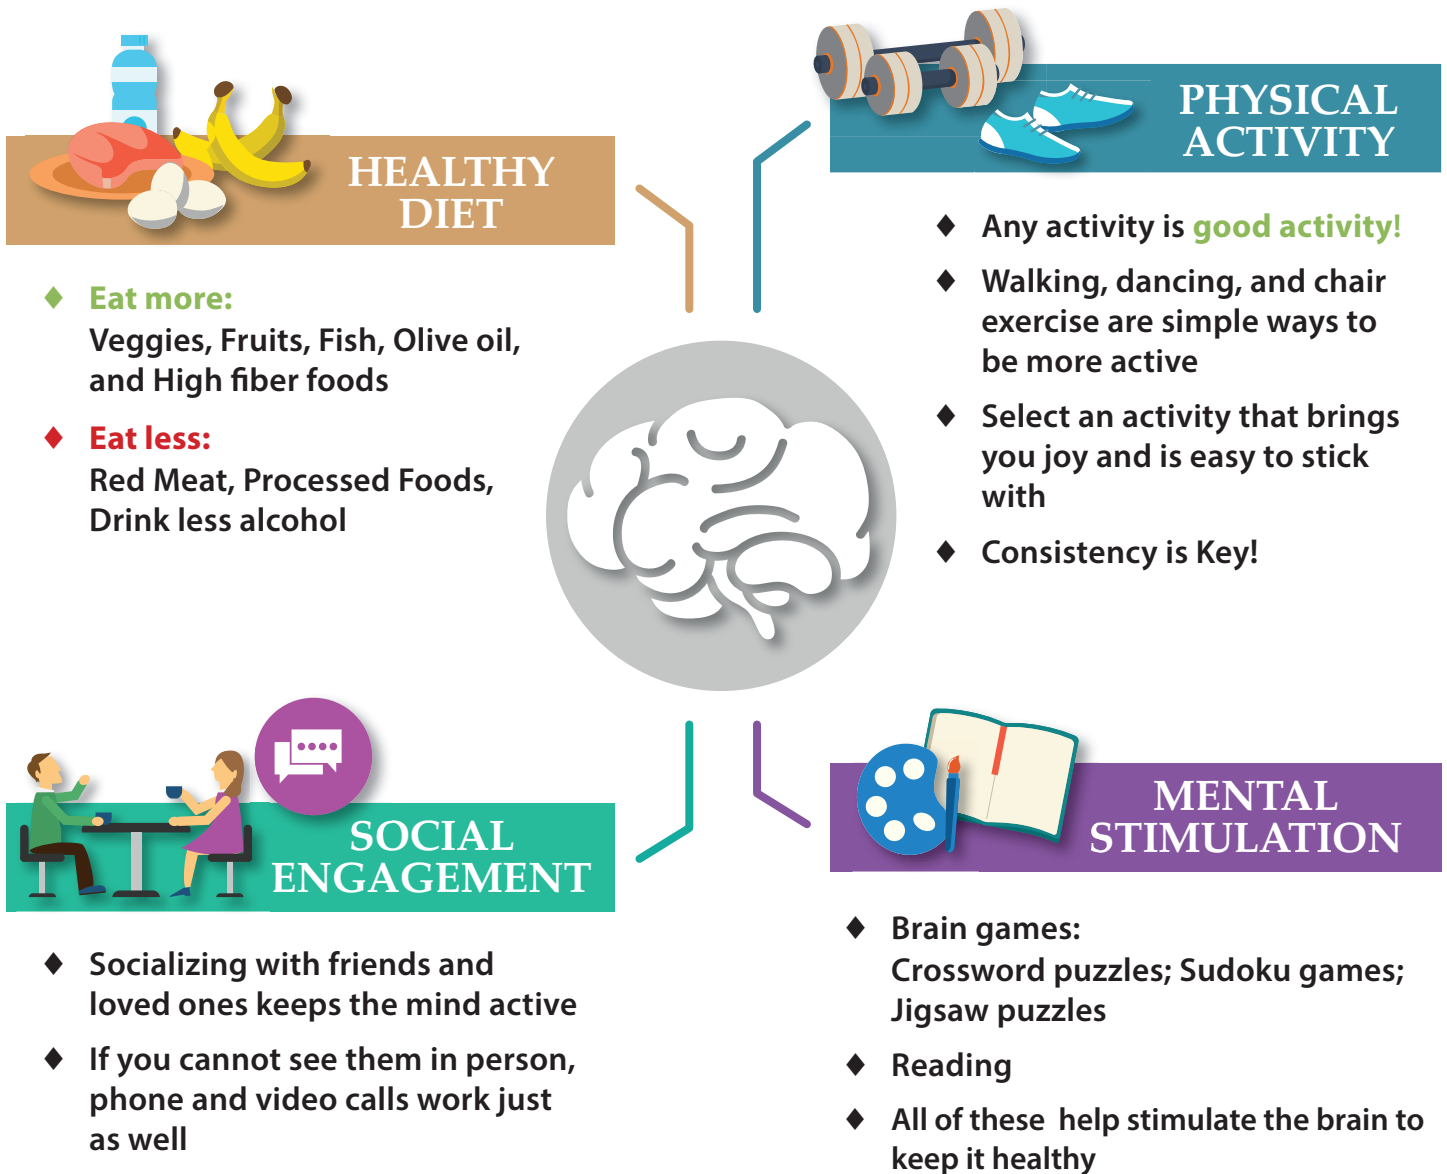 HEALTHY
DIET
♦ Eat more:
Veggies, Fruits, Fish, Olive oil,
and High fiber foods
♦ Eat less:
Red Meat, Processed Foods,
Drink less alcohol
PHYSICAL
ACTIVITY
♦ Any activity is good activity!
♦ Walking, dancing, and chair
exercise are simple ways to
be more active
♦ Select an activity that brings
you joy and is easy to stick
with
♦ Consistency is Key!
SOCIAL
ENGAGEMENT
♦ Socializing with friends and
loved ones keeps the mind active
♦ If you cannot see them in person,
phone and video calls work just
as well
MENTAL
STIMULATION
♦ Brain games:
Crossword puzzles; Sudoku games;
Jigsaw puzzles
♦ Reading
♦ All of these help stimulate the brain to
keep it healthy